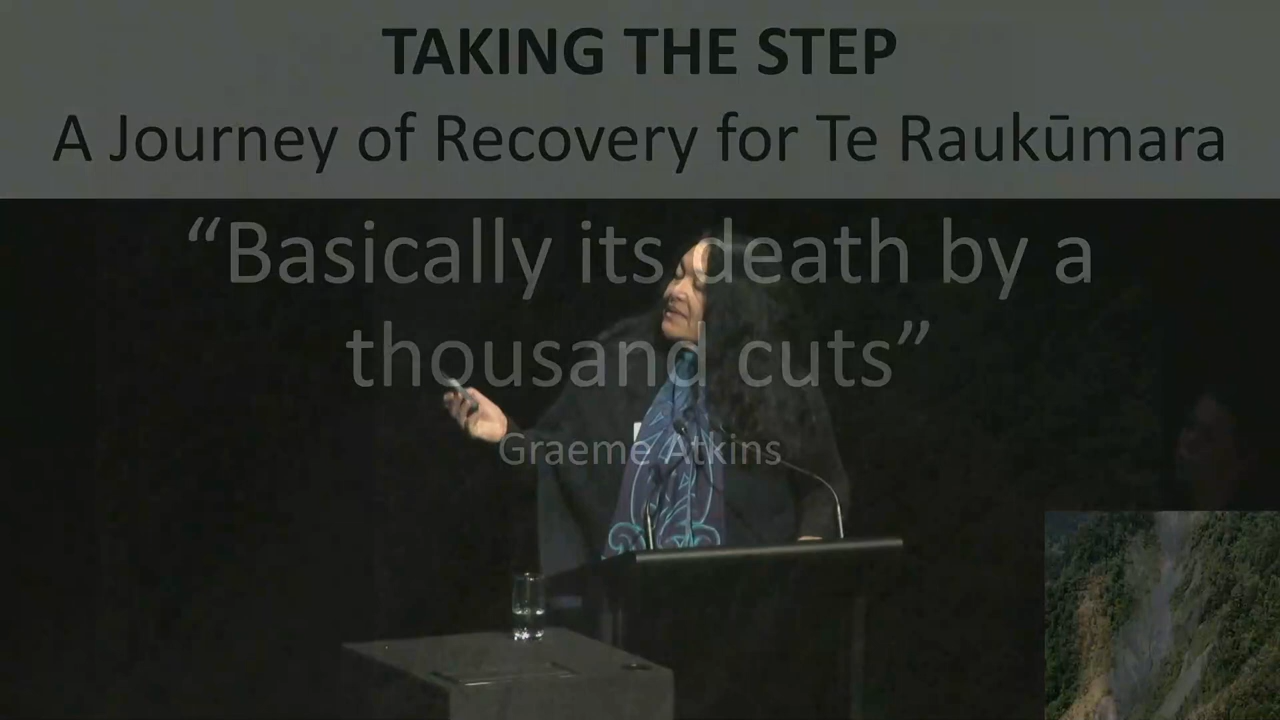 TAKING THE STEP
A Journey of Recovery for Te Raukūmara
“Basically its death by a
thousand cuts”
Graeme Atkins